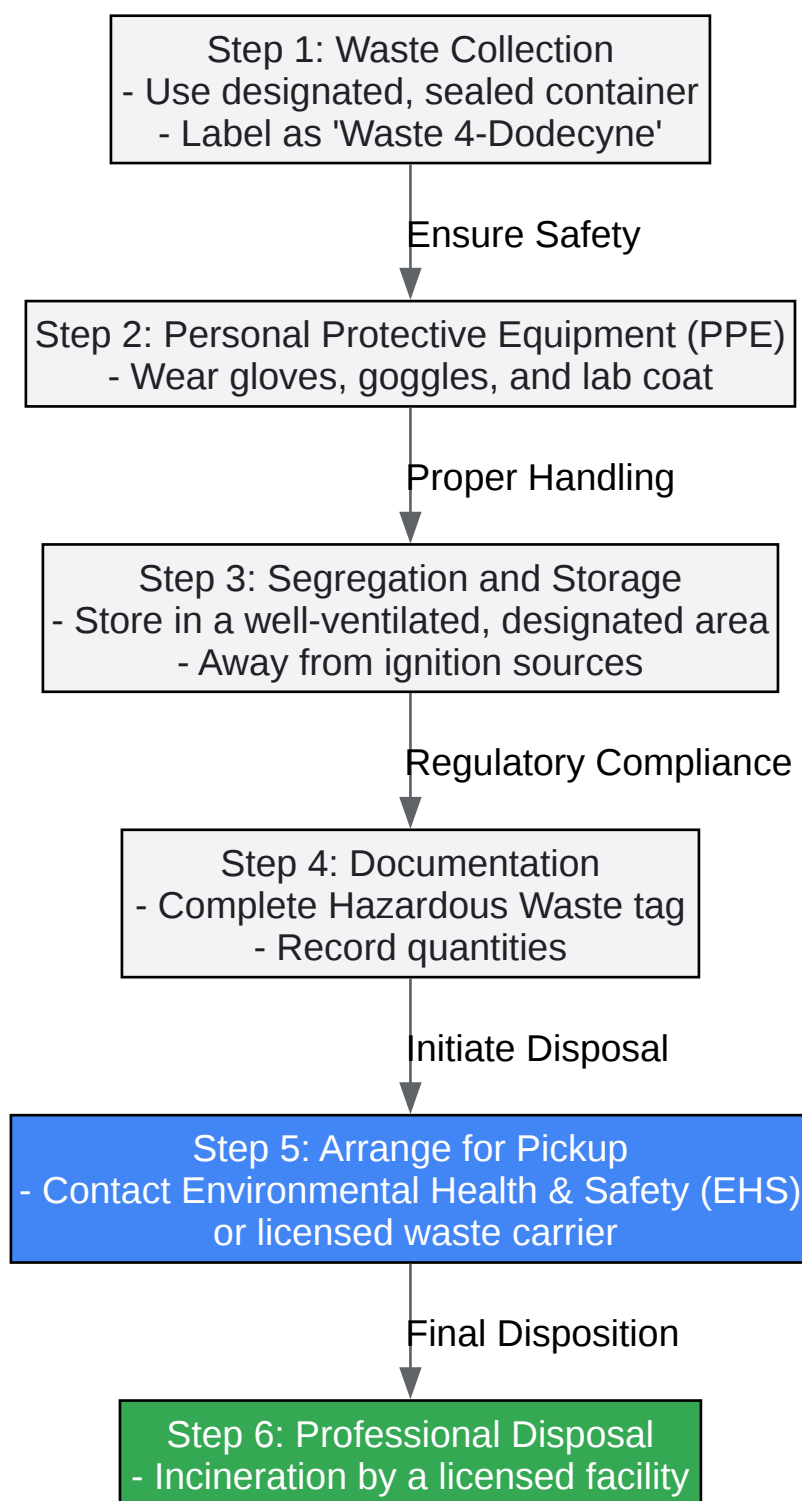 Step 1: Waste Collection
- Use designated, sealed container
- Label as 'Waste 4-Dodecyne'
Ensure Safety
Step 2: Personal Protective Equipment (PPE)
- Wear gloves, goggles, and lab coat
Proper Handling
Step 3: Segregation and Storage
- Store in a well-ventilated, designated area
- Away from ignition sources
Regulatory Compliance
Step 4: Documentation
- Complete Hazardous Waste tag
- Record quantities
Initiate Disposal
Step 5: Arrange for Pickup
- Contact Environmental Health & Safety (EHS)
or licensed waste carrier
Final Disposition
Step 6: Professional Disposal
- Incineration by a licensed facility